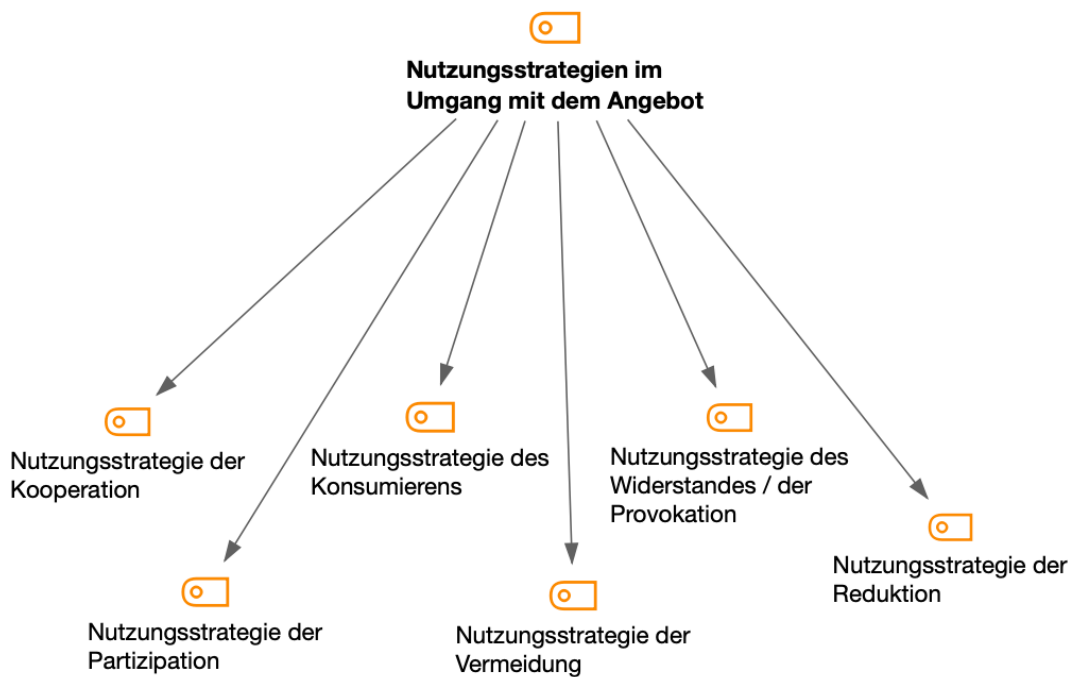 Nutzungsstrategien im
Umgang mit dem Angebot
Nutzungsstrategie der
Kooperation
Nutzungsstrategie des
Konsumierens
Nutzungsstrategie des
Widerstandes / der
Provokation
Nutzungsstrategie der
Reduktion
Nutzungsstrategie der
Partizipation
Nutzungsstrategie der
Vermeidung